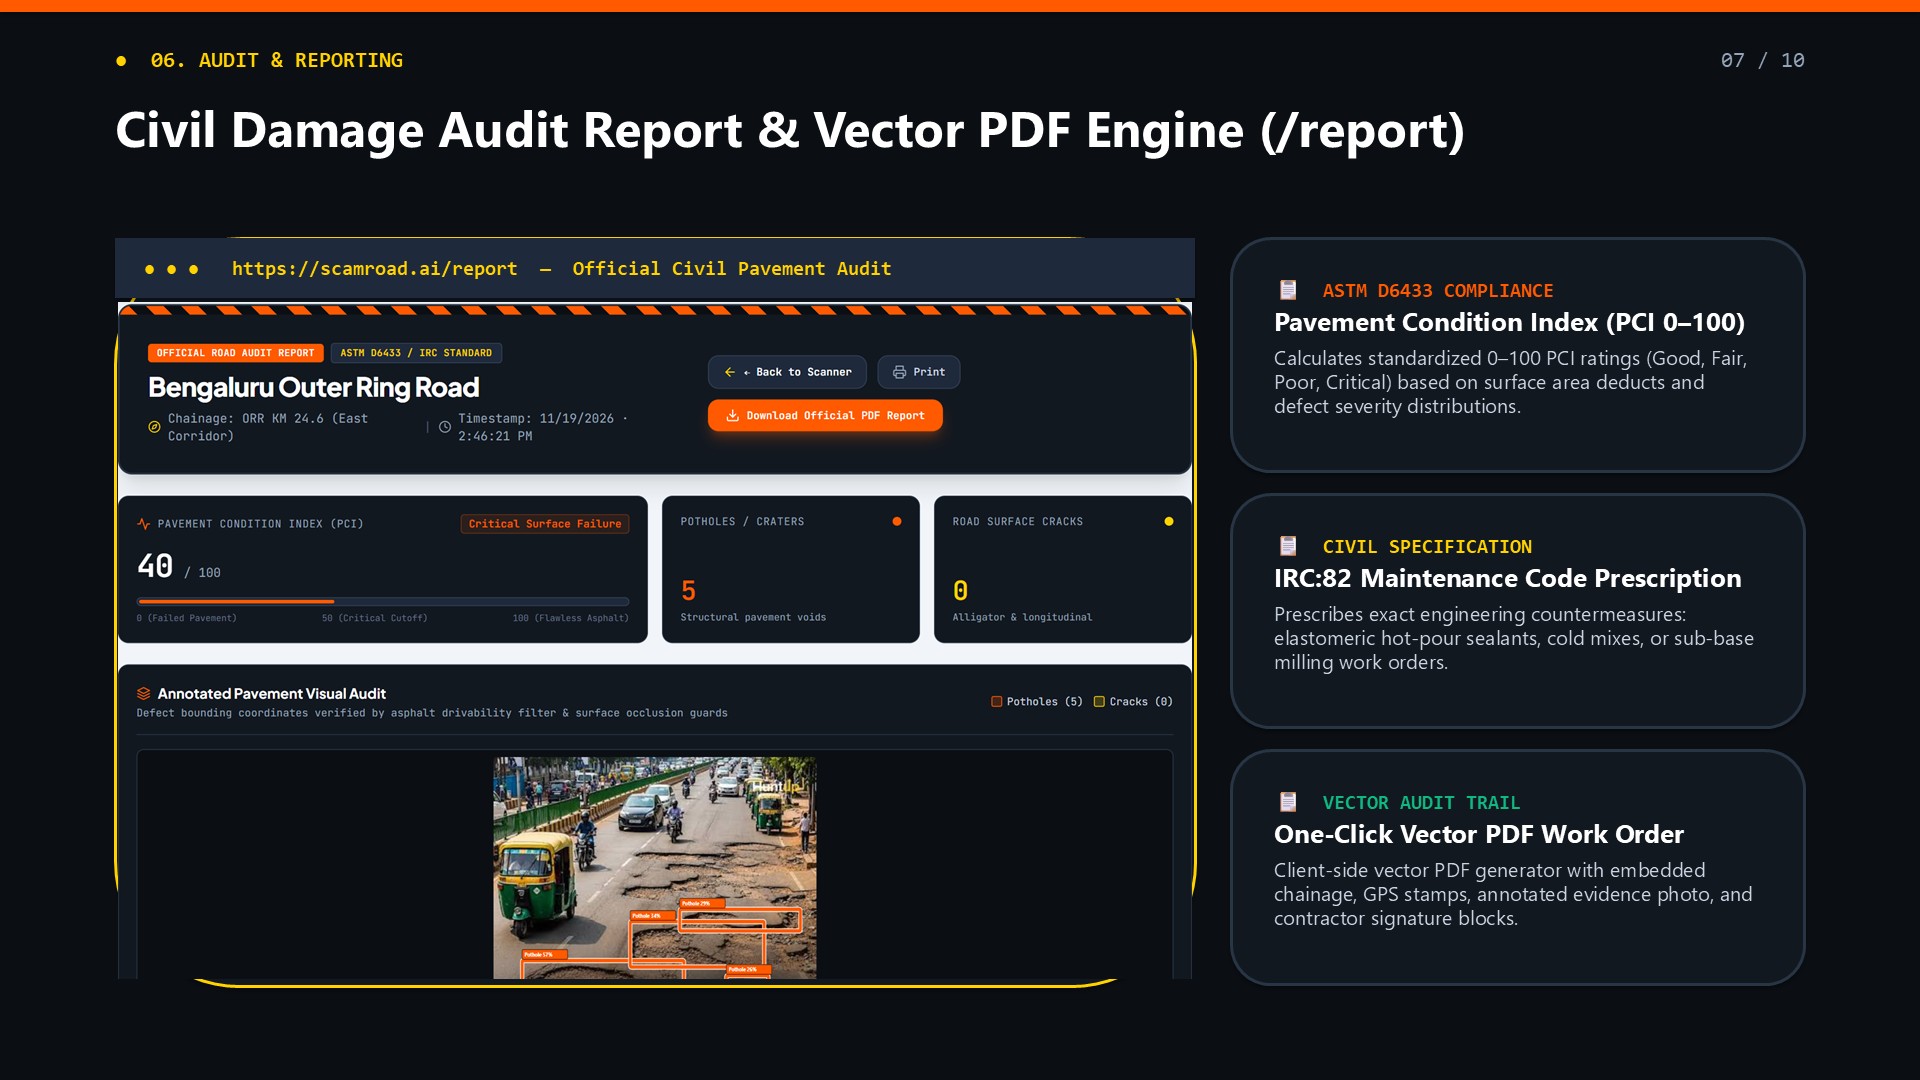 06. AUDIT & REPORTING
07 / 10
Civil Damage Audit Report & Vector PDF Engine (/report)
https://scamroad.ai/report — Official Civil Pavement Audit
OFFICIAL ROAD AUDIT REPORT
ASTM D6433 / IRC STANDARD
Bengaluru Outer Ring Road
Chainage: ORR KM 24.6 (East
Corridor)
| Timestamp: 11/19/2026 ·
2:46:21 PM
← Back to Scanner
Print
Download Official PDF Report
PAVEMENT CONDITION INDEX (PCI)
Critical Surface Failure
40 / 100
0 (Failed Pavement)
50 (Critical Cutoff)
100 (Flawless Asphalt)
POTHOLES / CRATERS
5
Structural pavement voids
ROAD SURFACE CRACKS
0
Alligator & longitudinal
Annotated Pavement Visual Audit
Defect bounding coordinates verified by asphalt drivability filter & surface occlusion guards
Potholes (5)
Cracks (0)
Pothole 29%
Pothole 34%
Pothole 57%
Pothole 26%
ASTM D6433 COMPLIANCE
Pavement Condition Index (PCI 0–100)
Calculates standardized 0–100 PCI ratings (Good, Fair,
Poor, Critical) based on surface area deducts and
defect severity distributions.
CIVIL SPECIFICATION
IRC:82 Maintenance Code Prescription
Prescribes exact engineering countermeasures:
elastomeric hot-pour sealants, cold mixes, or sub-base
milling work orders.
VECTOR AUDIT TRAIL
One-Click Vector PDF Work Order
Client-side vector PDF generator with embedded
chainage, GPS stamps, annotated evidence photo, and
contractor signature blocks.